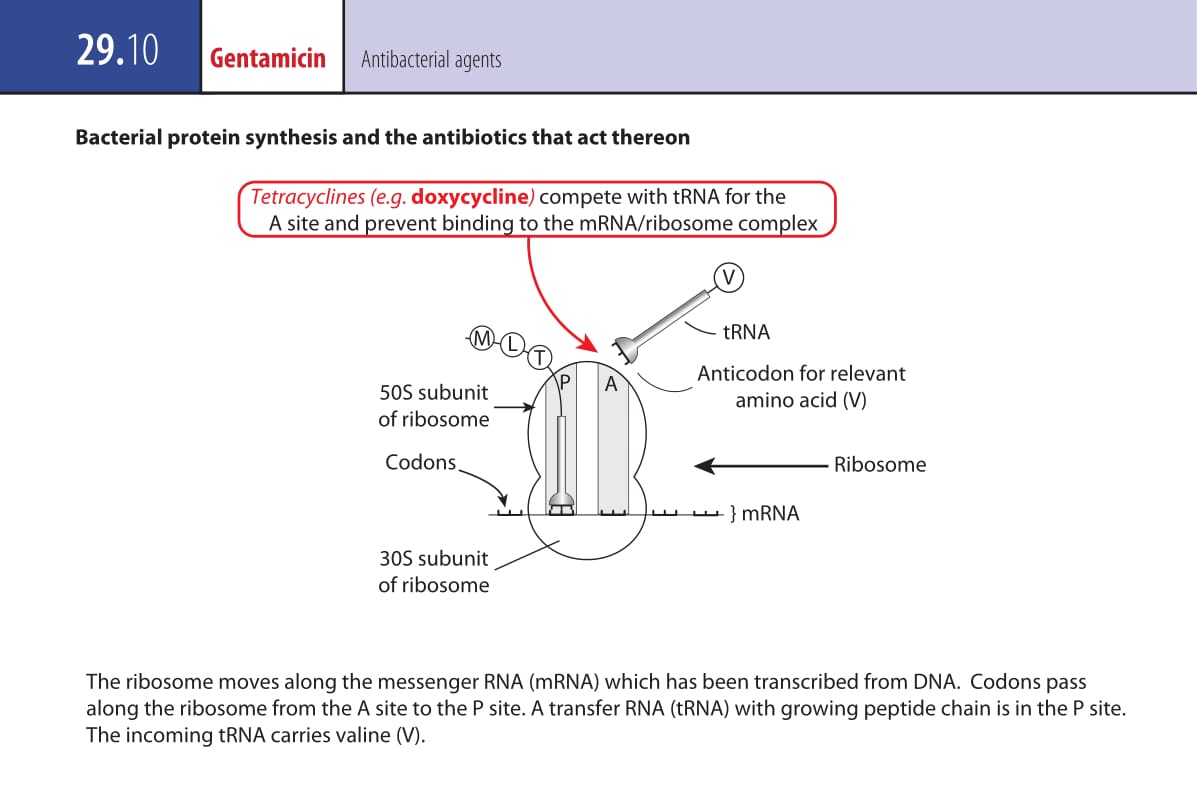 29.10
Gentamicin
Antibacterial agents
Bacterial protein synthesis and the antibiotics that act thereon
Tetracyclines (e.g. doxycycline) compete with tRNA for the
A site and prevent binding to the mRNA/ribosome complex
V
tRNA
M
L
T
P
A
Anticodon for relevant
amino acid (V)
50S subunit
of ribosome
Codons
Ribosome
} mRNA
30S subunit
of ribosome
The ribosome moves along the messenger RNA (mRNA) which has been transcribed from DNA. Codons pass
along the ribosome from the A site to the P site. A transfer RNA (tRNA) with growing peptide chain is in the P site.
The incoming tRNA carries valine (V).